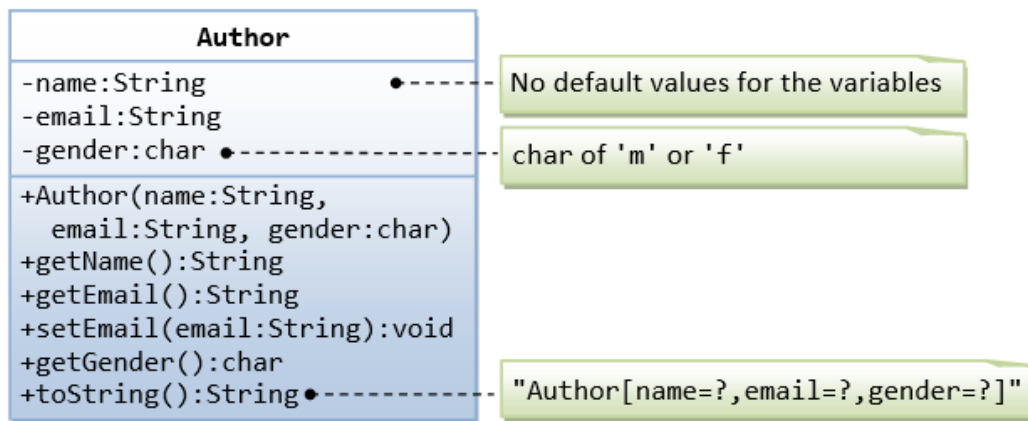 Author
-name:String
No default values for the variables
-email:String
-gender:char
char of 'm' or 'f'
+Author(name:String,
email:String, gender:char)
+getName():String
+getEmail():String
+setEmail(email:String):void
+getGender():char
+toString():String
"Author[name=?,email=?,gender=?]"